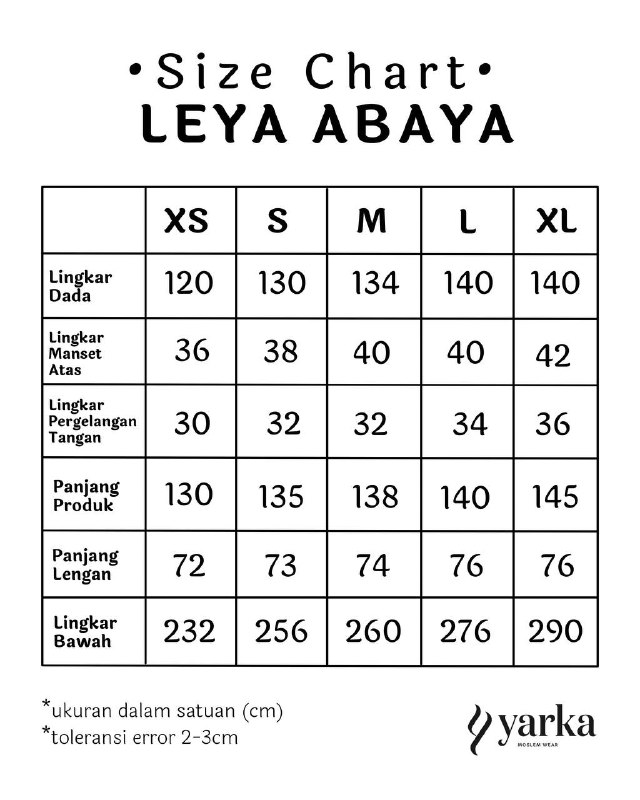 •Size Chart•
LEYA ABAYA
XS S M L XL
Lingkar
Dada
120 130 134 140 140
Lingkar
Manset
Atas
36 38 40 40 42
Lingkar
Pergelangan
Tangan
30 32 32 34 36
Panjang
Produk
130 135 138 140 145
Panjang
Lengan
72 73 74 76 76
Lingkar
Bawah
232 256 260 276 290
*ukuran dalam satuan (cm)
*toleransi error 2-3cm
yarka
MOSLEM WEAR